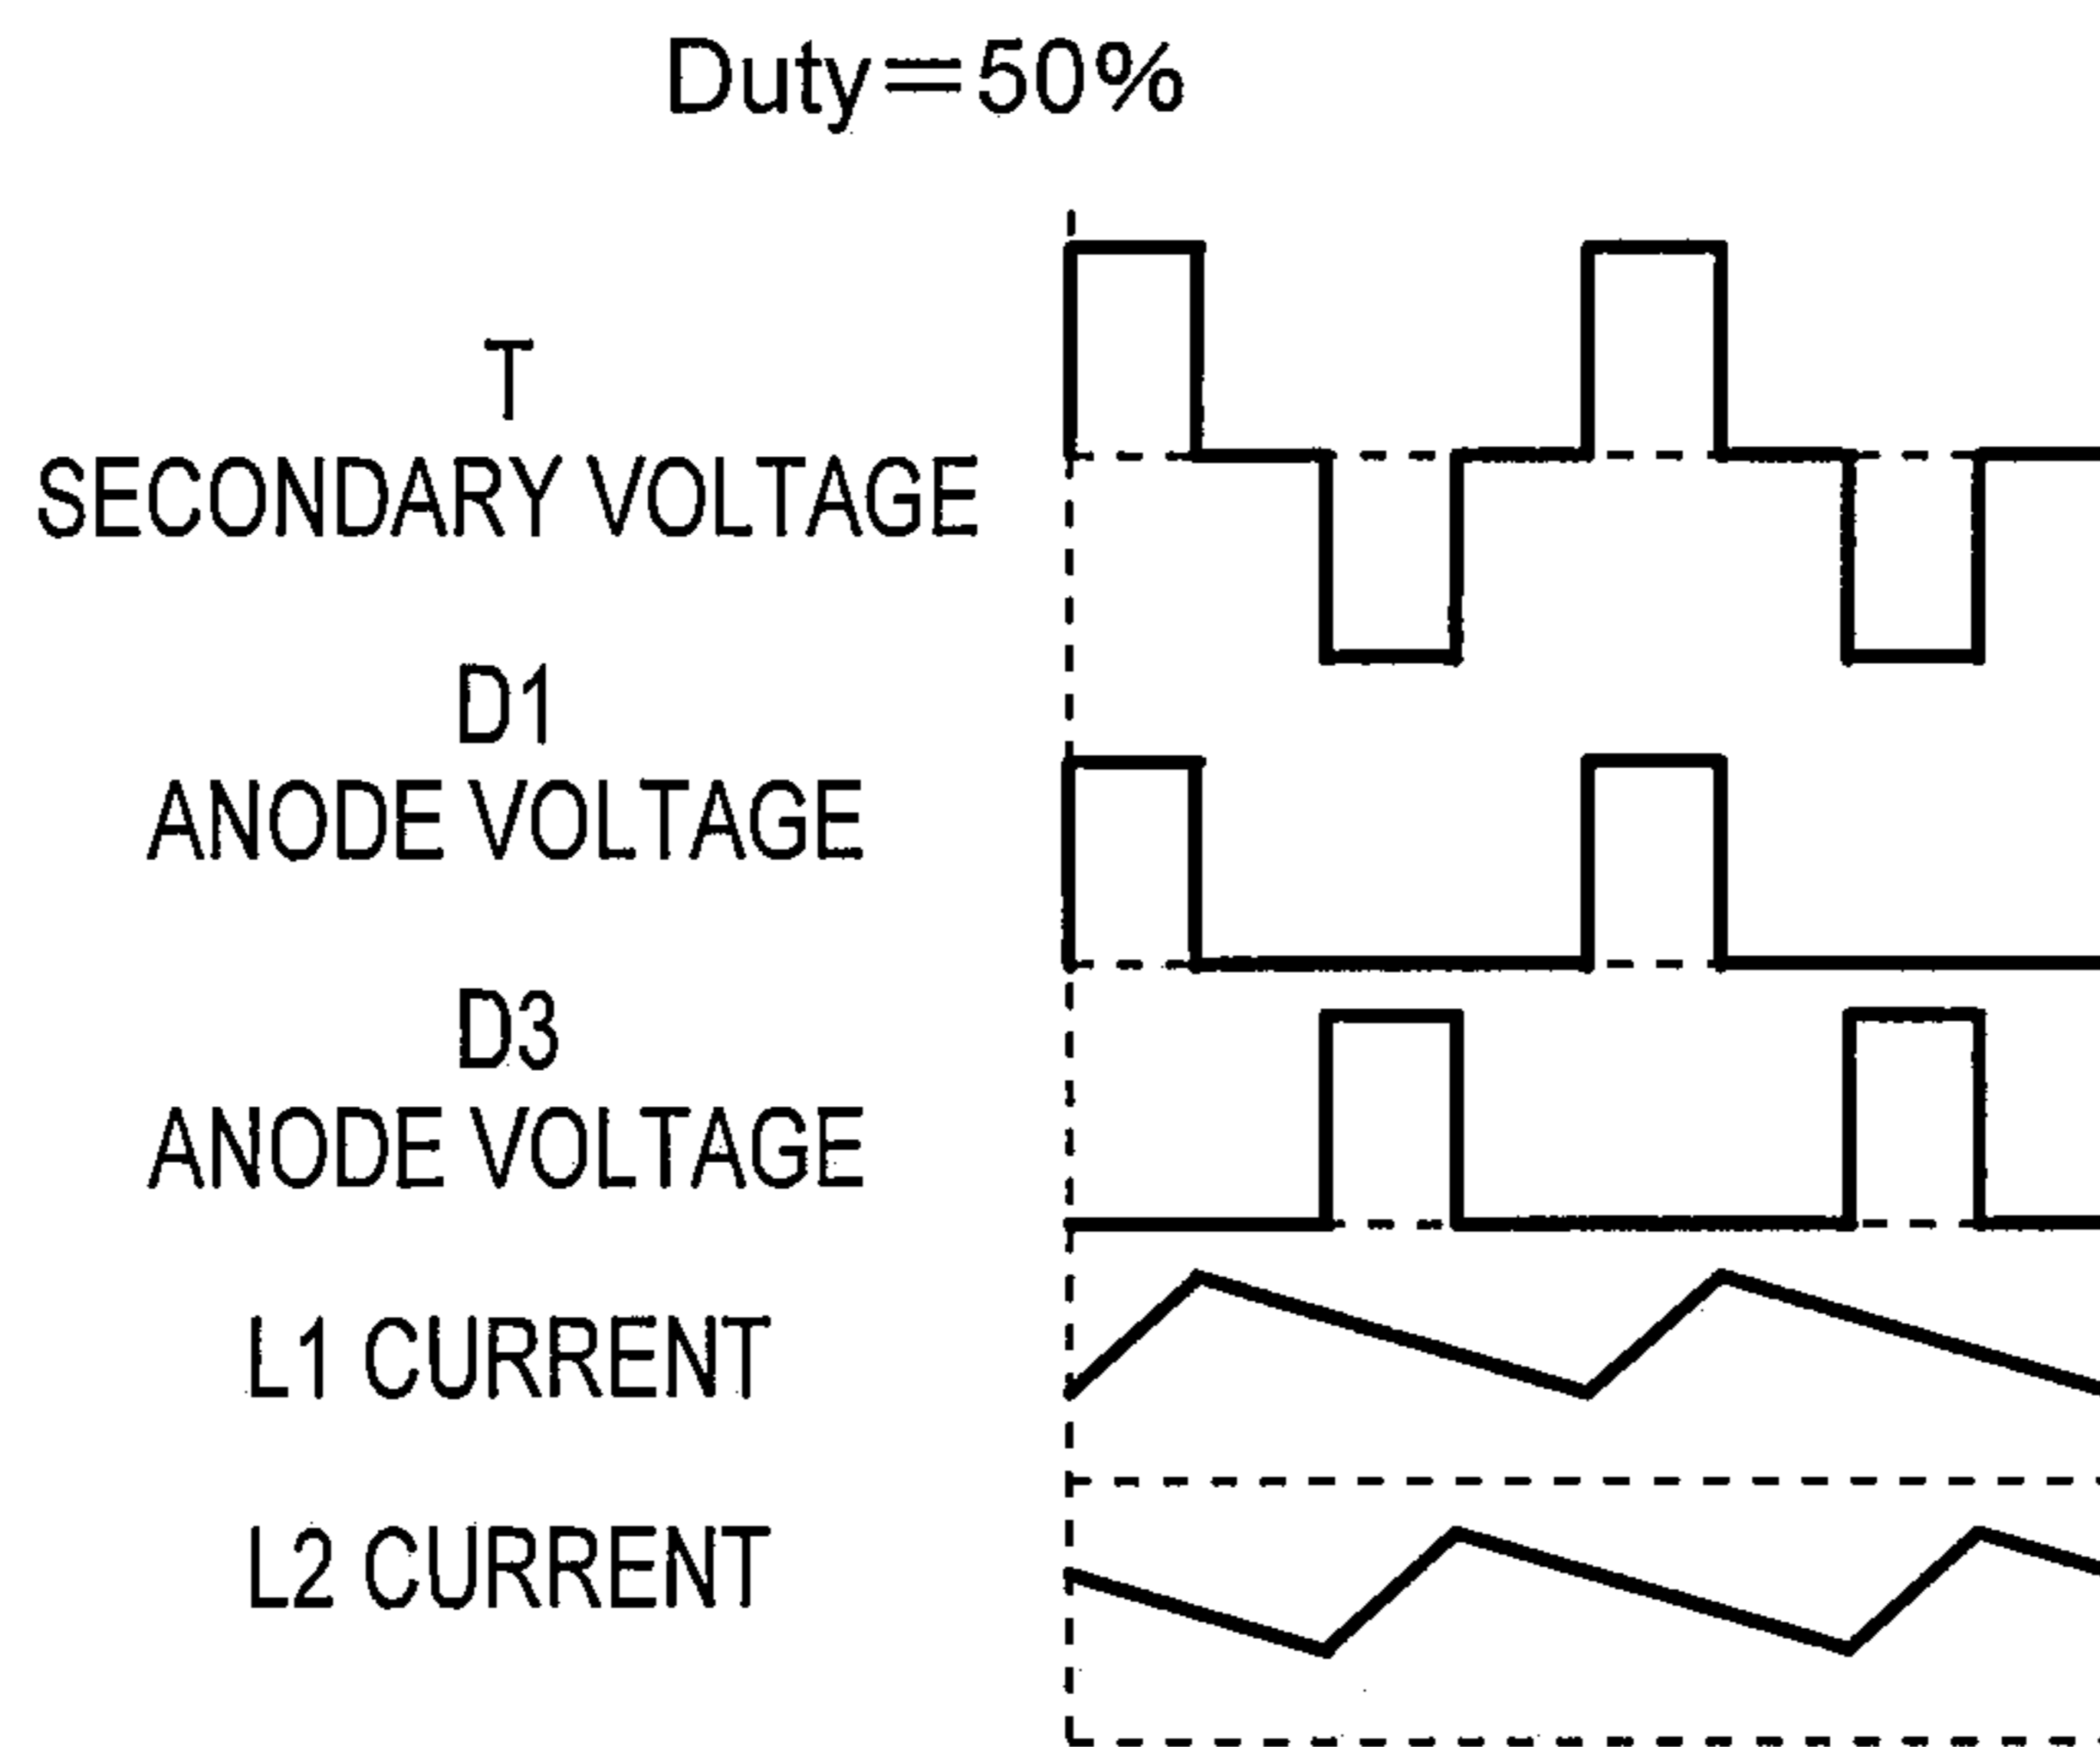 Duty=50%
T
SECONDARY VOLTAGE
D1
ANODE VOLTAGE
D3
ANODE VOLTAGE
L1 CURRENT
L2 CURRENT